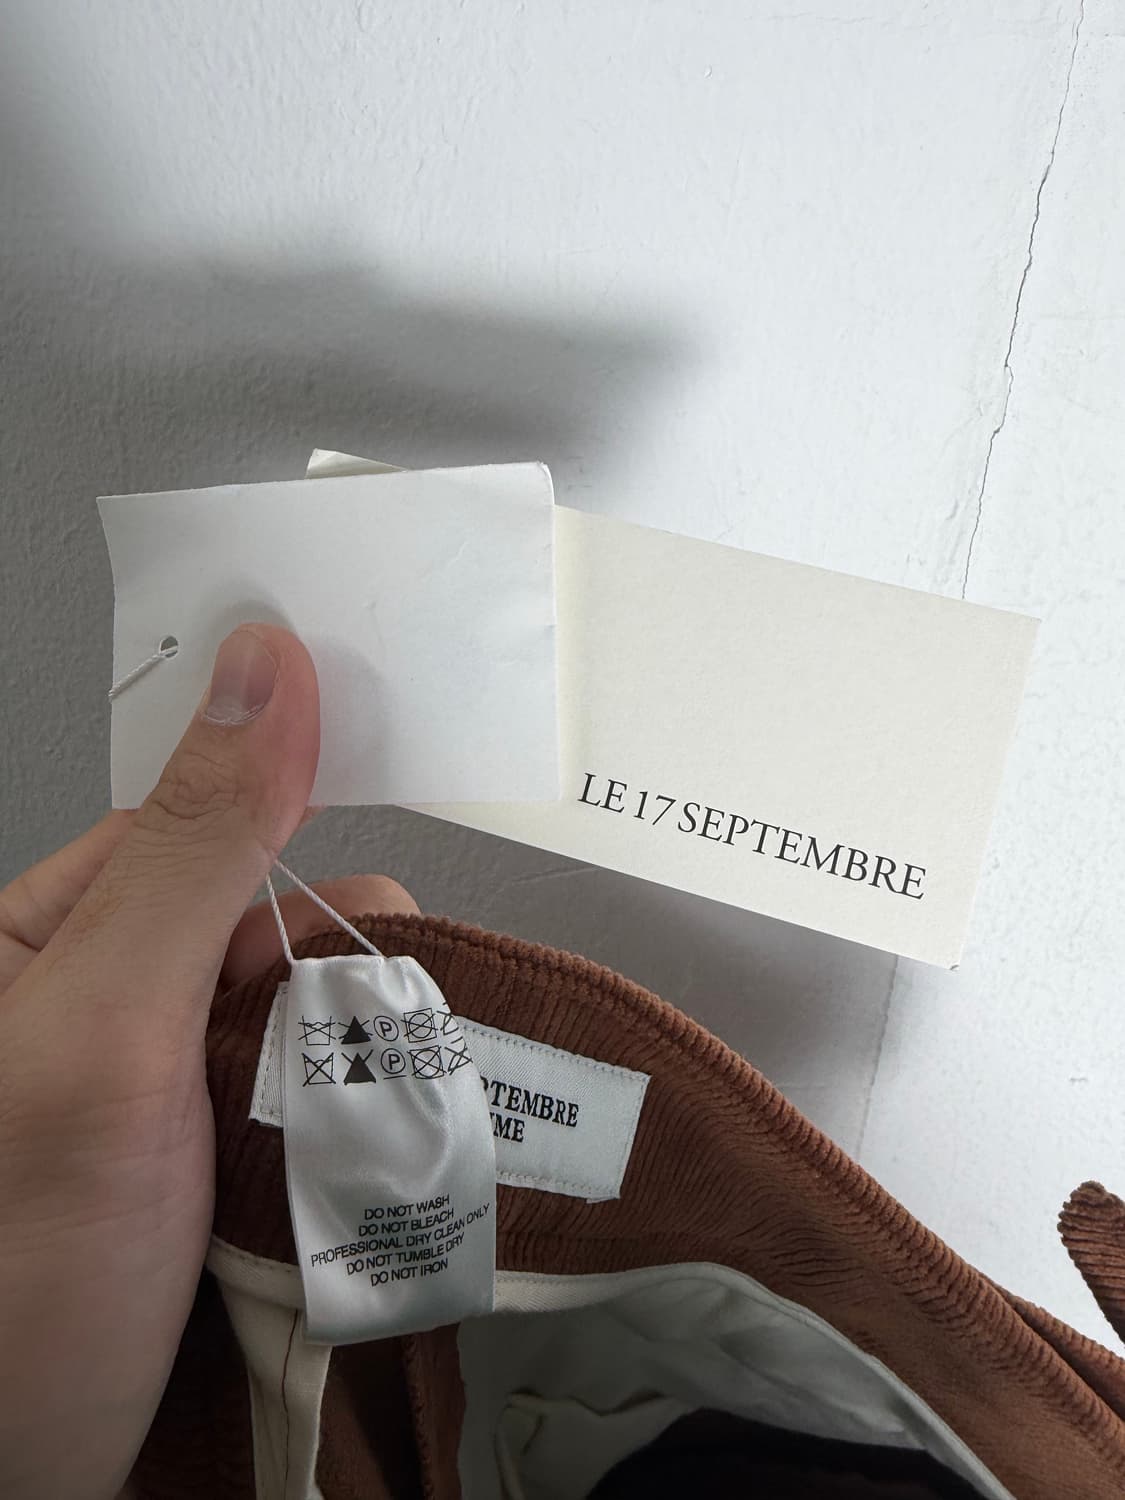 LE 17 SEPTEMBRE
P
P
PTEMBRE
ME
DO NOT WASH
DO NOT BLEACH
PROFESSIONAL DRY CLEAN ONLY
DO NOT TUMBLE DRY
DO NOT IRON